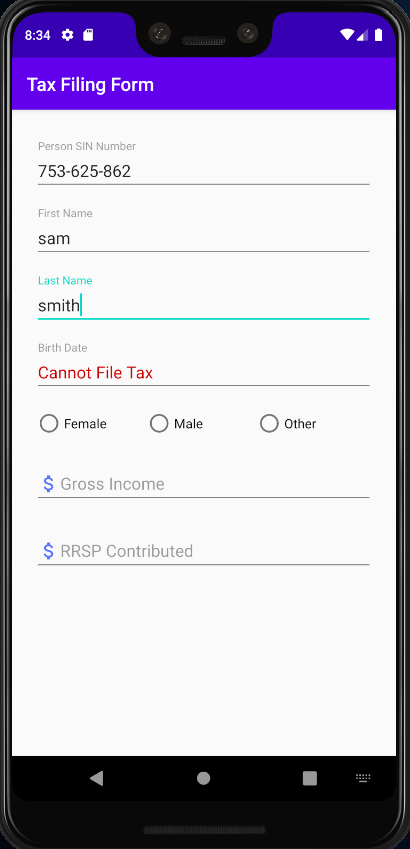 8:34
Tax Filing Form
Person SIN Number
753-625-862
First Name
sam
Last Name
smith
Birth Date
Cannot File Tax
Female Male Other
$ Gross Income
$ RRSP Contributed